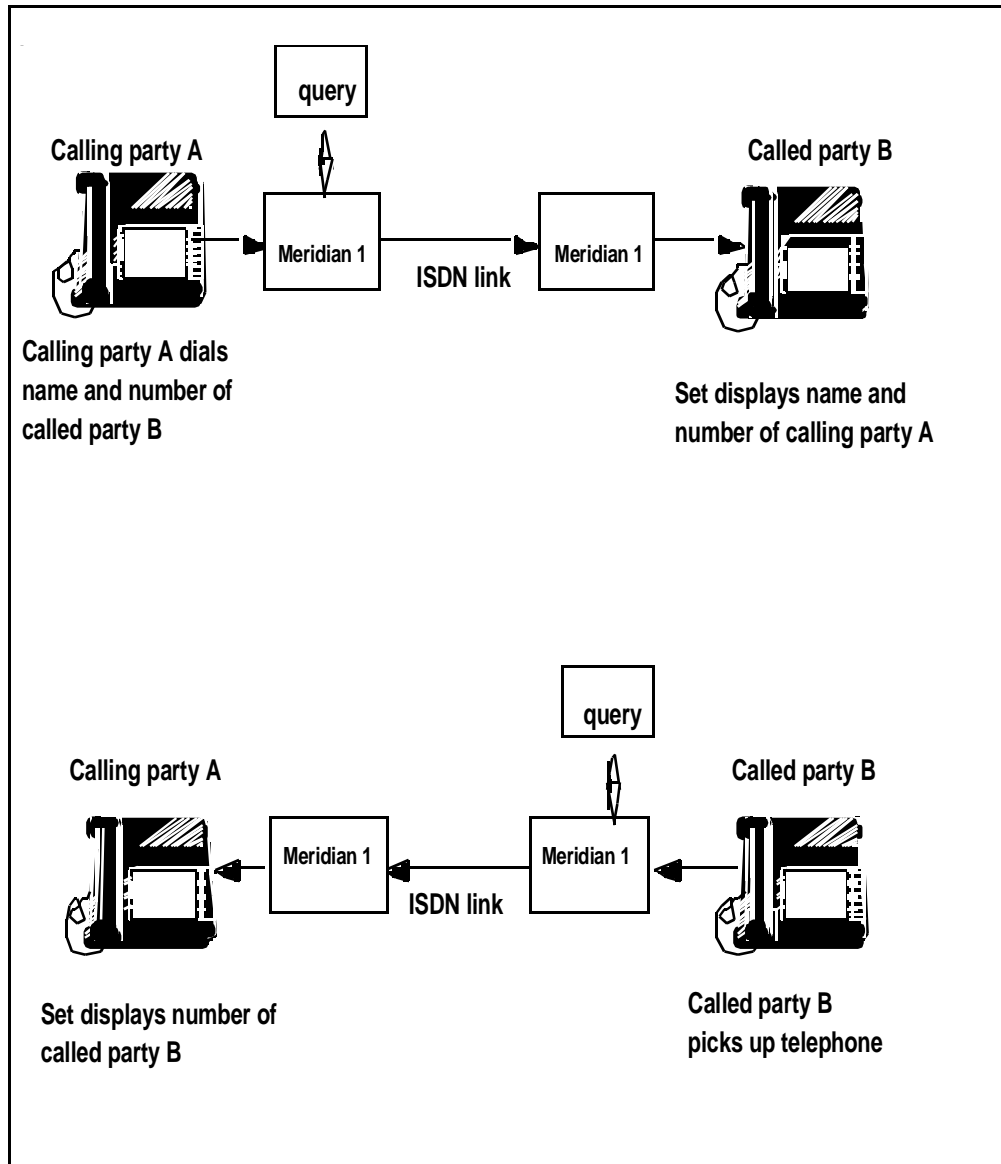 query
Calling party A
Called party B
Meridian 1
Meridian 1
ISDN link
Calling party A dials
name and number of
called party B
Set displays name and
number of calling party A
query
Calling party A
Called party B
Meridian 1
Meridian 1
ISDN link
Set displays number of
called party B
Called party B
picks up telephone